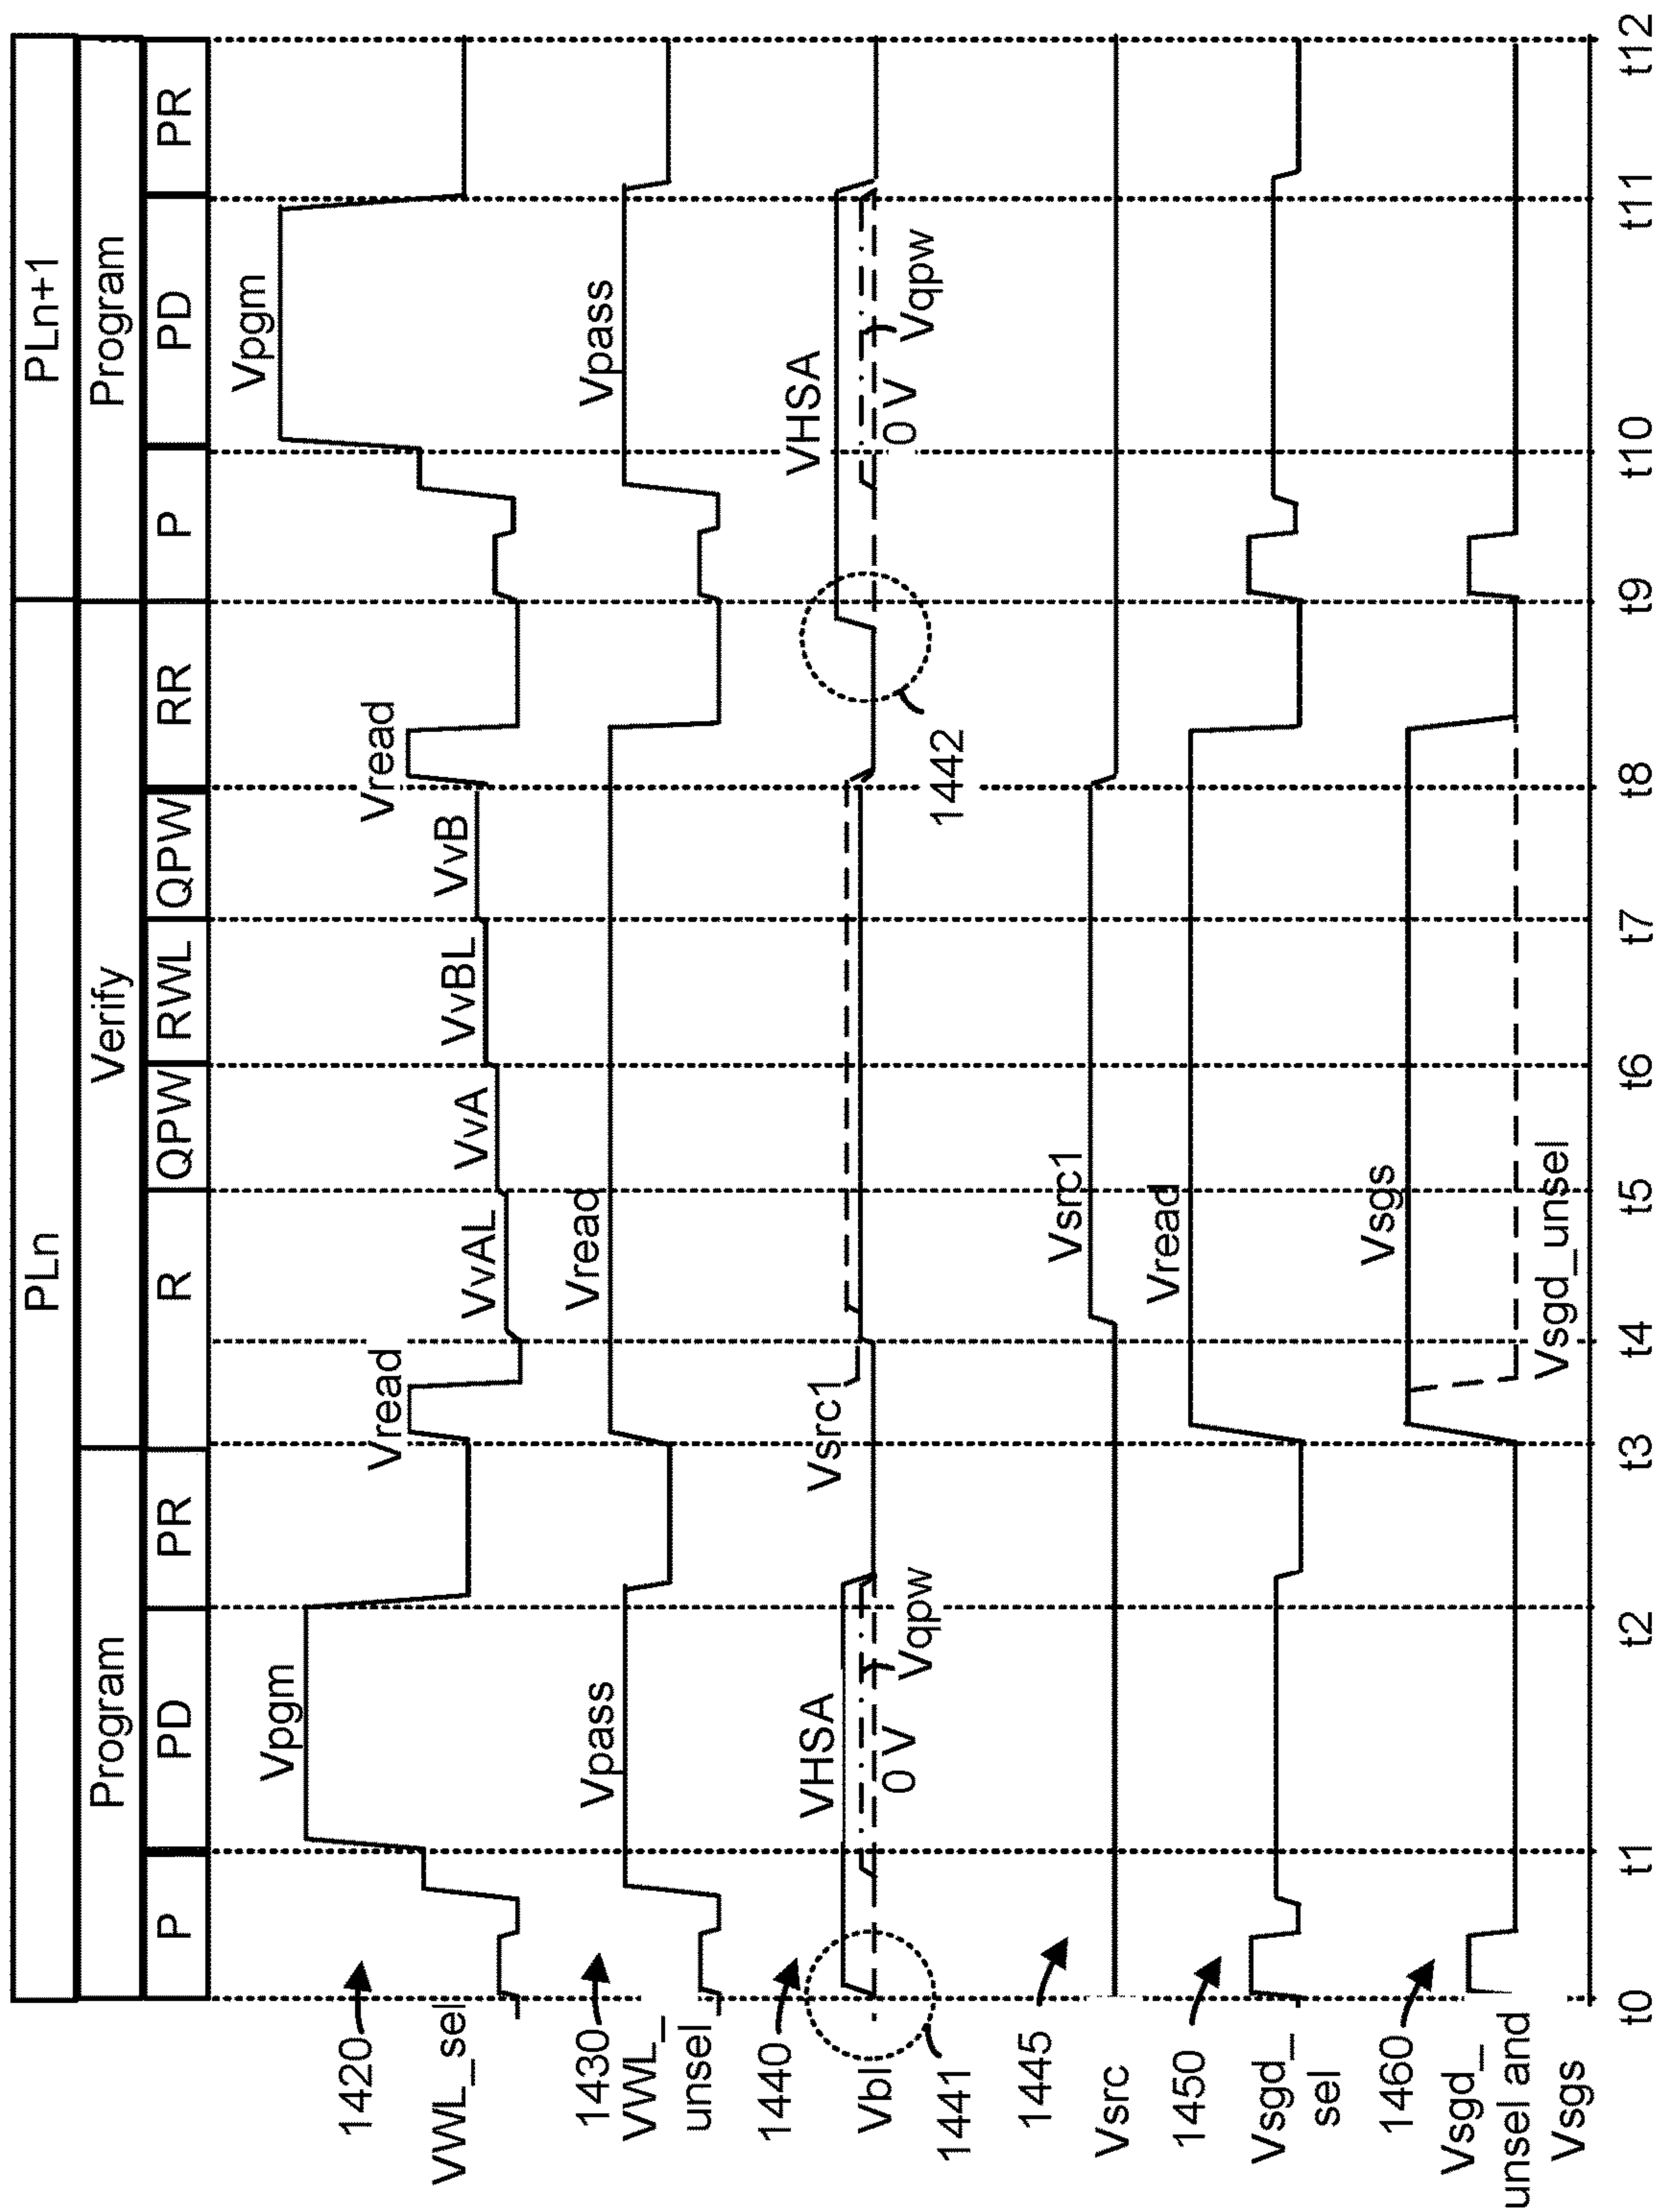 PLn PLn+1
Program Verify Program
P PD PR R QPW RWL QPW RR P PD PR
1420
VWL_sel
Vpgm
Vread
VvAL
VvA
VvBL
VvB
Vread
Vpgm
1430
VWL_
unsel
Vpass
Vread
Vpass
1440
Vbl
1441
VHSA
0 V
Vqpw
Vsrc1
1442
VHSA
0 V
Vqpw
1445
Vsrc
Vsrc1
1450
Vsgd_
sel
Vread
1460
Vsgd_
unsel and
Vsgs
Vsgs
Vsgd_unsel
t0 t1 t2 t3 t4 t5 t6 t7 t8 t9 t10 t11 t12